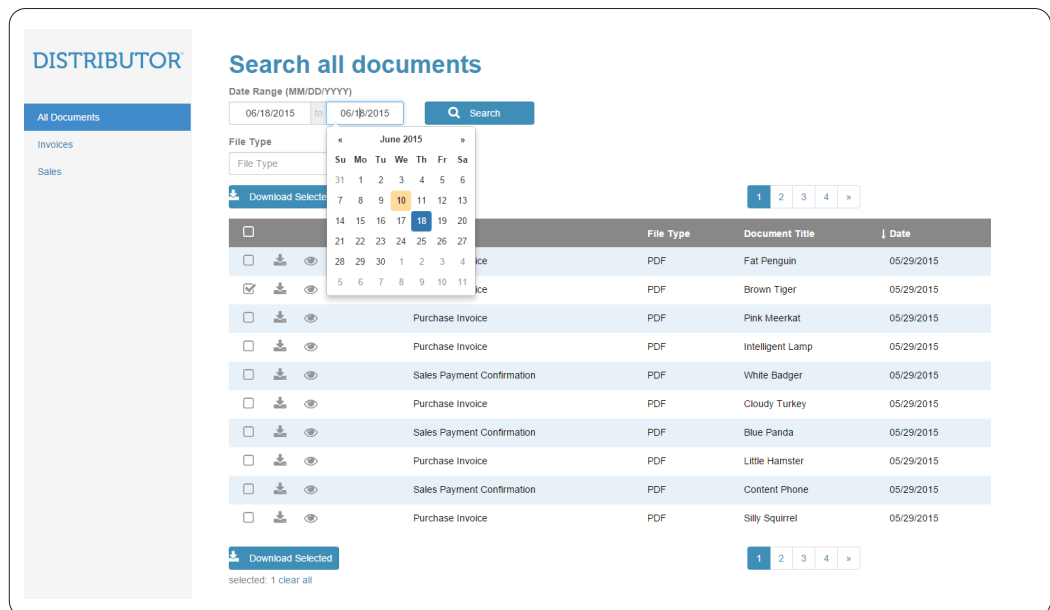 DISTRIBUTOR
All Documents
Invoices
Sales
Search all documents
Date Range (MM/DD/YYYY)
06/18/2015 to 06/18/2015 Search
File Type
File Type
« June 2015 »
Su Mo Tu We Th Fr Sa
31 1 2 3 4 5 6
7 8 9 10 11 12 13
14 15 16 17 18 19 20
21 22 23 24 25 26 27
28 29 30 1 2 3 4
5 6 7 8 9 10 11
Download Selecte
1 2 3 4 »
File Type Document Title ↓ Date
ice PDF Fat Penguin 05/29/2015
ice PDF Brown Tiger 05/29/2015
Purchase Invoice PDF Pink Meerkat 05/29/2015
Purchase Invoice PDF Intelligent Lamp 05/29/2015
Sales Payment Confirmation PDF White Badger 05/29/2015
Purchase Invoice PDF Cloudy Turkey 05/29/2015
Sales Payment Confirmation PDF Blue Panda 05/29/2015
Purchase Invoice PDF Little Hamster 05/29/2015
Sales Payment Confirmation PDF Content Phone 05/29/2015
Purchase Invoice PDF Silly Squirrel 05/29/2015
Download Selected 1 2 3 4 »
selected: 1 clear all